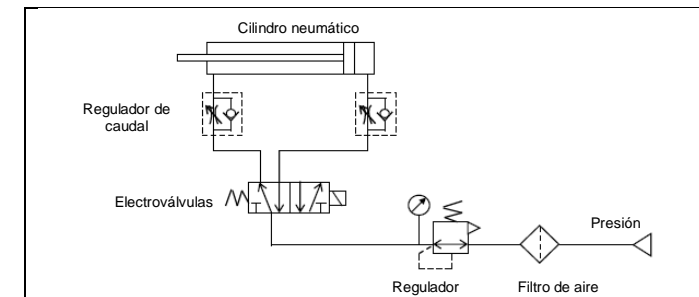 Cilindro neumático
Regulador de
caudal
Electroválvulas
Presión
Regulador
Filtro de aire